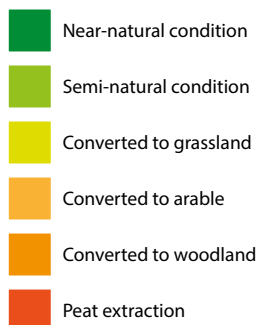 Near-natural condition
Semi-natural condition
Converted to grassland
Converted to arable
Converted to woodland
Peat extraction